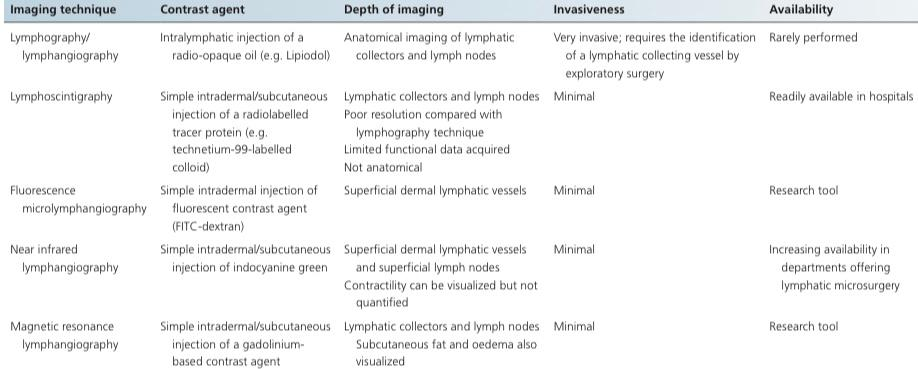 Imaging technique Contrast agent Depth of imaging Invasiveness Availability
Lymphography/ Intralymphatic injection of a Anatomical imaging of lymphatic Very invasive; requires the identification Rarely performed
lymphangiography radio-opaque oil (e.g. Lipiodol) collectors and lymph nodes of a lymphatic collecting vessel by
exploratory surgery
Lymphoscintigraphy Simple intradermal/subcutaneous Lymphatic collectors and lymph nodes Minimal Readily available in hospitals
injection of a radiolabelled Poor resolution compared with
tracer protein (e.g. lymphography technique
technetium-99-labelled Limited functional data acquired
colloid) Not anatomical
Fluorescence Simple intradermal injection of Superficial dermal lymphatic vessels Minimal Research tool
microlymphangiography fluorescent contrast agent
(FITC-dextran)
Near infrared Simple intradermal/subcutaneous Superficial dermal lymphatic vessels Minimal Increasing availability in
lymphangiography injection of indocyanine green and superficial lymph nodes departments offering
Contractility can be visualized but not lymphatic microsurgery
quantified
Magnetic resonance Simple intradermal/subcutaneous Lymphatic collectors and lymph nodes Minimal Research tool
lymphangiography injection of a gadolinium- Subcutaneous fat and oedema also
based contrast agent visualized